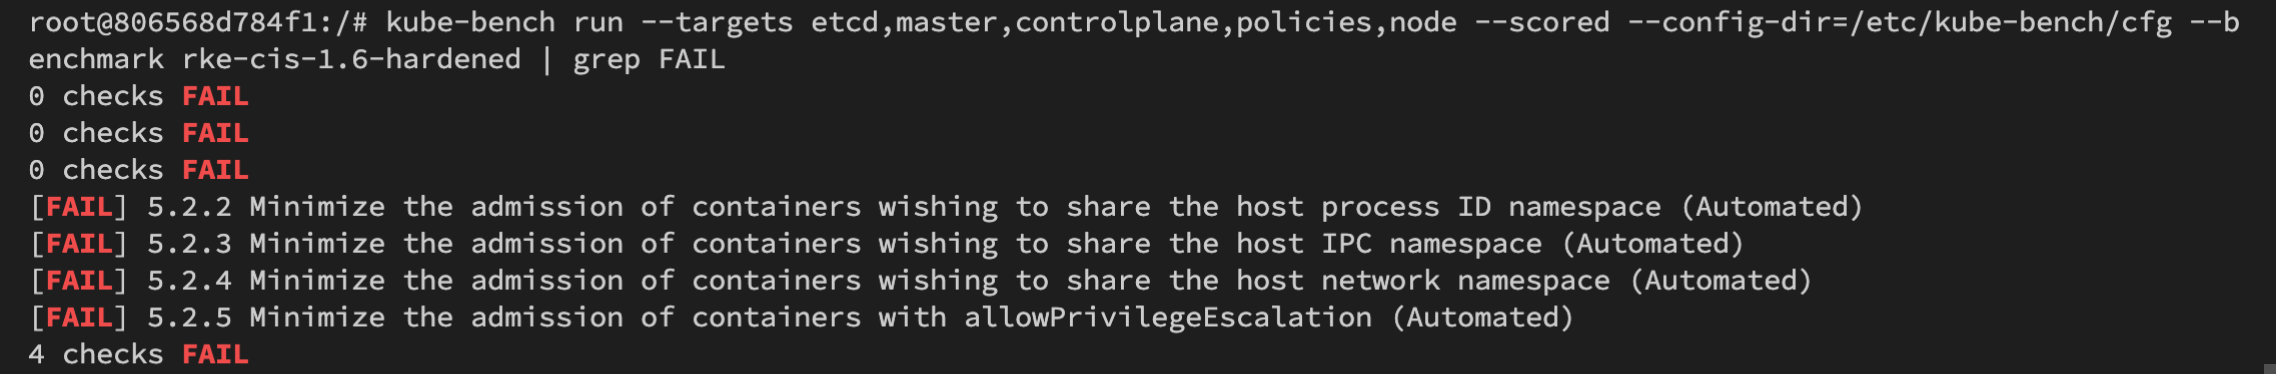 root@806568d784f1:/# kube-bench run --targets etcd,master,controlplane,policies,node --scored --config-dir=/etc/kube-bench/cfg --b
enchmark rke-cis-1.6-hardened | grep FAIL
0 checks FAIL
0 checks FAIL
0 checks FAIL
[FAIL] 5.2.2 Minimize the admission of containers wishing to share the host process ID namespace (Automated)
[FAIL] 5.2.3 Minimize the admission of containers wishing to share the host IPC namespace (Automated)
[FAIL] 5.2.4 Minimize the admission of containers wishing to share the host network namespace (Automated)
[FAIL] 5.2.5 Minimize the admission of containers with allowPrivilegeEscalation (Automated)
4 checks FAIL